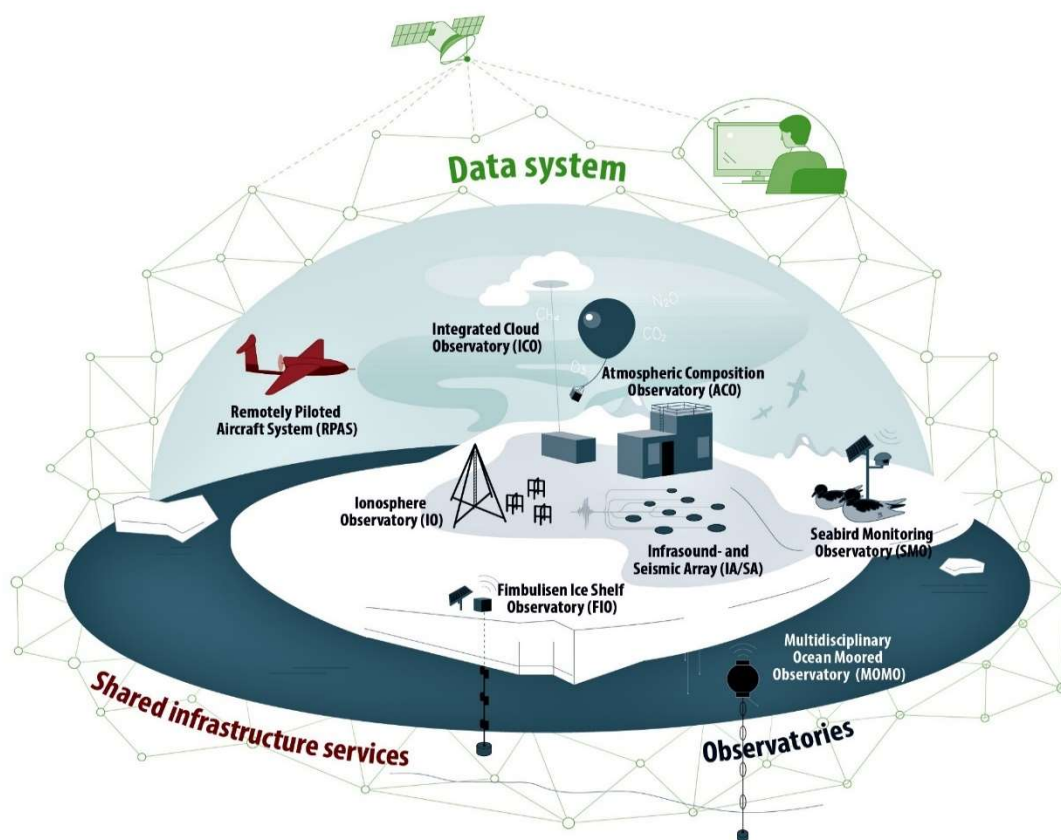 Data system
Integrated Cloud
Observatory (ICO)
CH₄
N₂O
CO₂
O₃
Atmospheric Composition
Observatory (ACO)
Remotely Piloted
Aircraft System (RPAS)
Ionosphere
Observatory (IO)
Infrasound- and
Seismic Array (IA/SA)
Seabird Monitoring
Observatory (SMO)
Fimbulisen Ice Shelf
Observatory (FIO)
Multidisciplinary
Ocean Moored
Observatory (MOMO)
Shared infrastructure services
Observatories